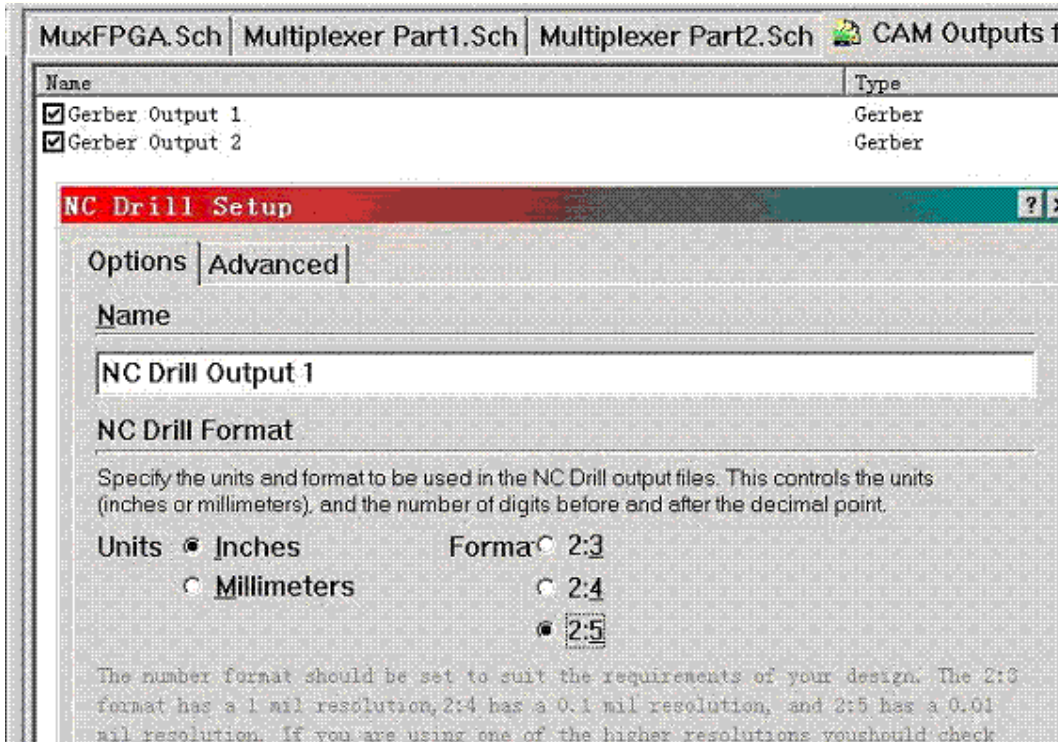 MuxFPGA.Sch Multiplexer Part1.Sch Multiplexer Part2.Sch CAM Outputs f
Name Type
Gerber Output 1 Gerber
Gerber Output 2 Gerber
NC Drill Setup
Options Advanced
Name
NC Drill Output 1
NC Drill Format
Specify the units and format to be used in the NC Drill output files. This controls the units
(inches or millimeters), and the number of digits before and after the decimal point.
Units Inches Forma 2:3
Millimeters 2:4
2:5
The number format should be set to suit the requirements of your design. The 2:3
format has a 1 mil resolution, 2:4 has a 0.1 mil resolution, and 2:5 has a 0.01
mil resolution. If you are using one of the higher resolutions youshould check